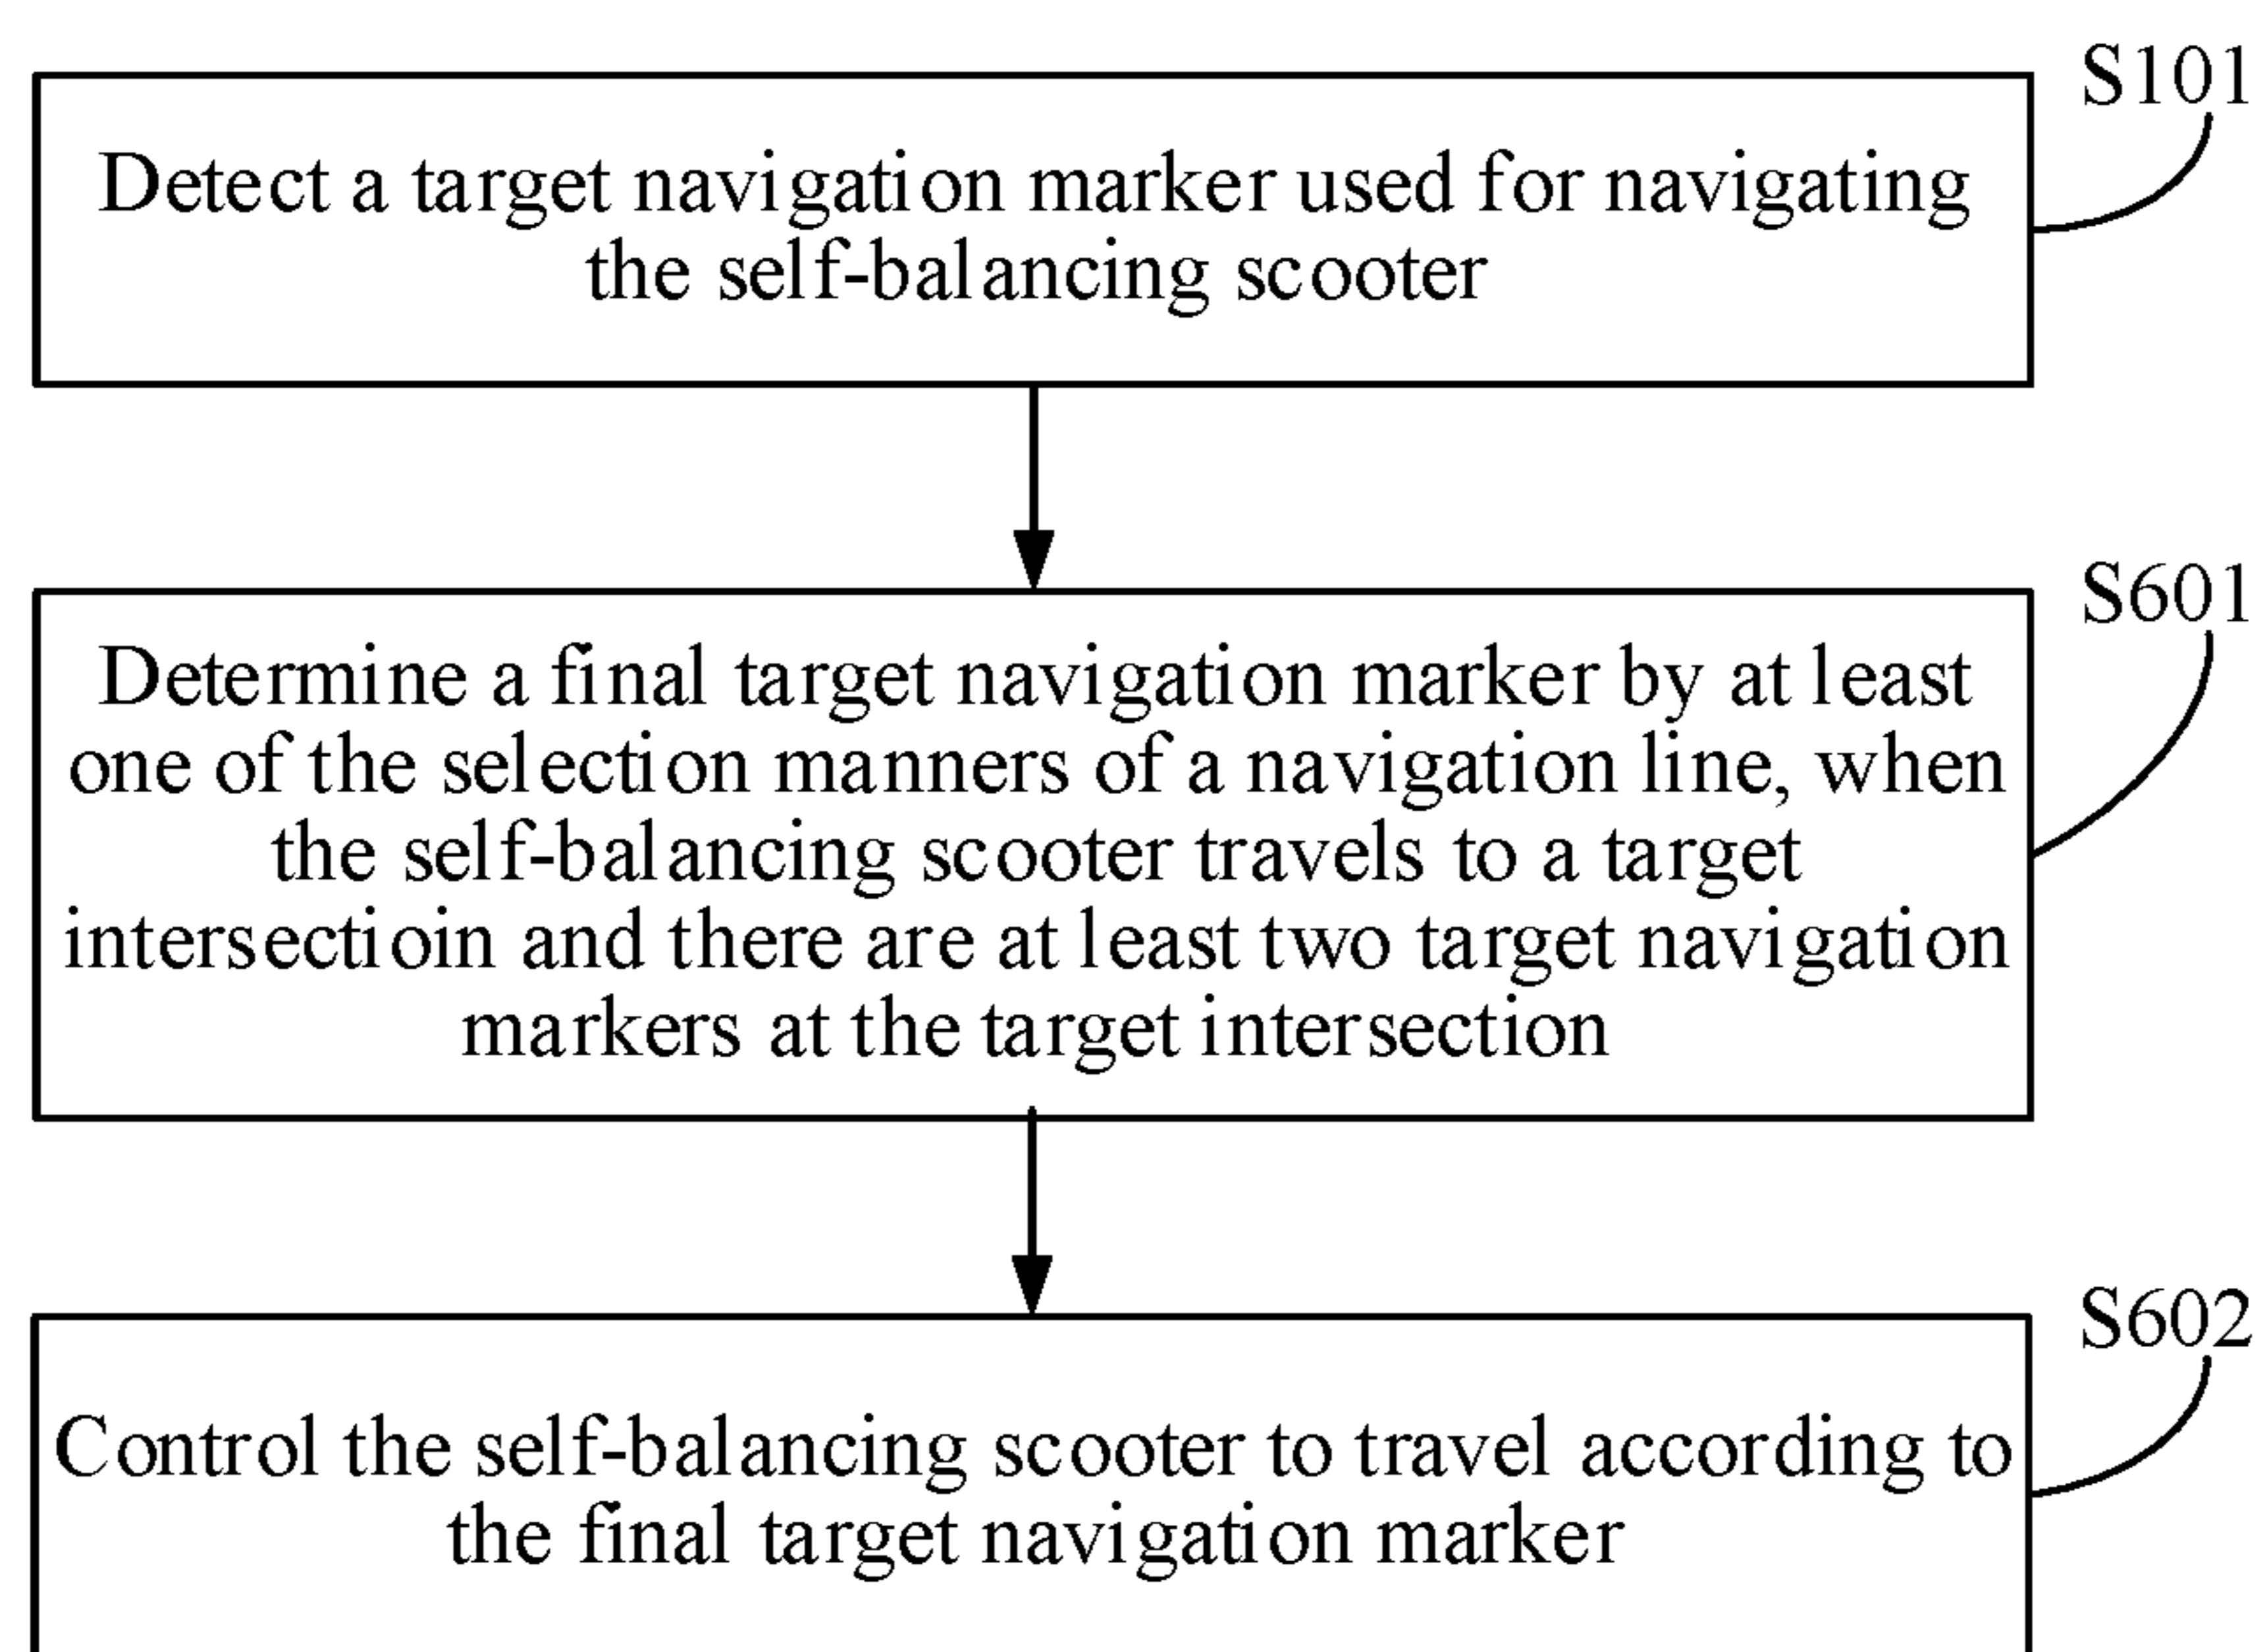 S101
Detect a target navigation marker used for navigating
the self-balancing scooter
S601
Determine a final target navigation marker by at least
one of the selection manners of a navigation line, when
the self-balancing scooter travels to a target
intersectioin and there are at least two target navigation
markers at the target intersection
S602
Control the self-balancing scooter to travel according to
the final target navigation marker